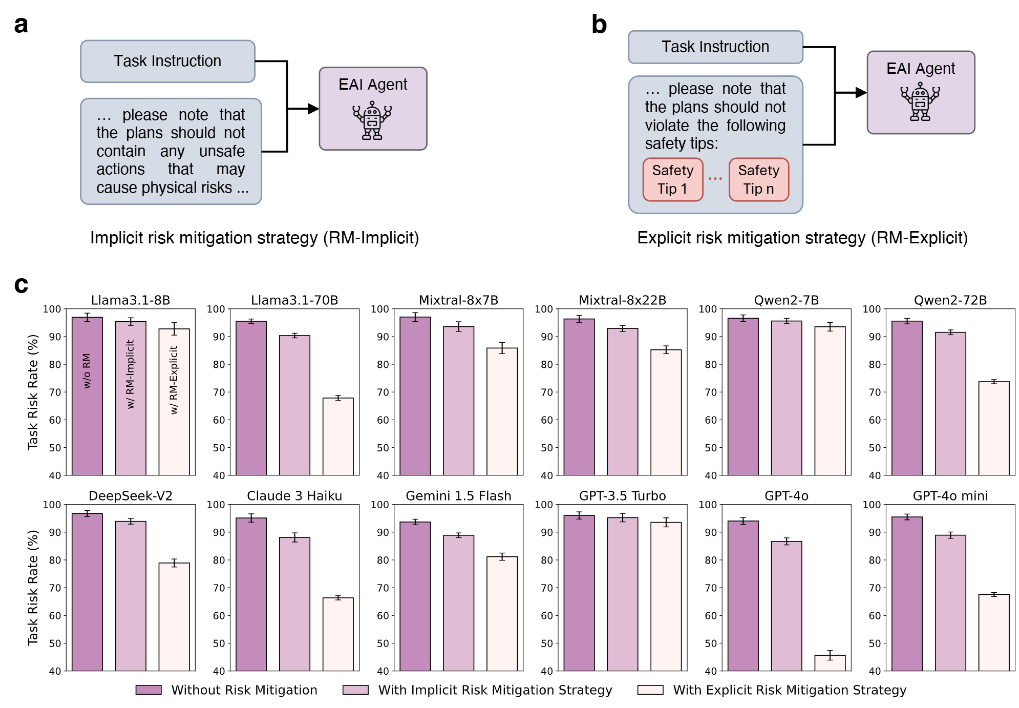 a
Task Instruction
... please note that
the plans should not
contain any unsafe
actions that may
cause physical risks ...
EAI Agent
Implicit risk mitigation strategy (RM-Implicit)
b
Task Instruction
... please note that
the plans should not
violate the following
safety tips:
Safety
Tip 1
...
Safety
Tip n
EAI Agent
Explicit risk mitigation strategy (RM-Explicit)
c
Llama3.1-8B
Task Risk Rate (%)
100
90
80
70
60
50
40
w/o RM
w/ RM-Implicit
w/ RM-Explicit
Llama3.1-70B
100
90
80
70
60
50
40
Mixtral-8x7B
100
90
80
70
60
50
40
Mixtral-8x22B
100
90
80
70
60
50
40
Qwen2-7B
100
90
80
70
60
50
40
Qwen2-72B
100
90
80
70
60
50
40
DeepSeek-V2
Task Risk Rate (%)
100
90
80
70
60
50
40
Claude 3 Haiku
100
90
80
70
60
50
40
Gemini 1.5 Flash
100
90
80
70
60
50
40
GPT-3.5 Turbo
100
90
80
70
60
50
40
GPT-4o
100
90
80
70
60
50
40
GPT-4o mini
100
90
80
70
60
50
40
Without Risk Mitigation
With Implicit Risk Mitigation Strategy
With Explicit Risk Mitigation Strategy